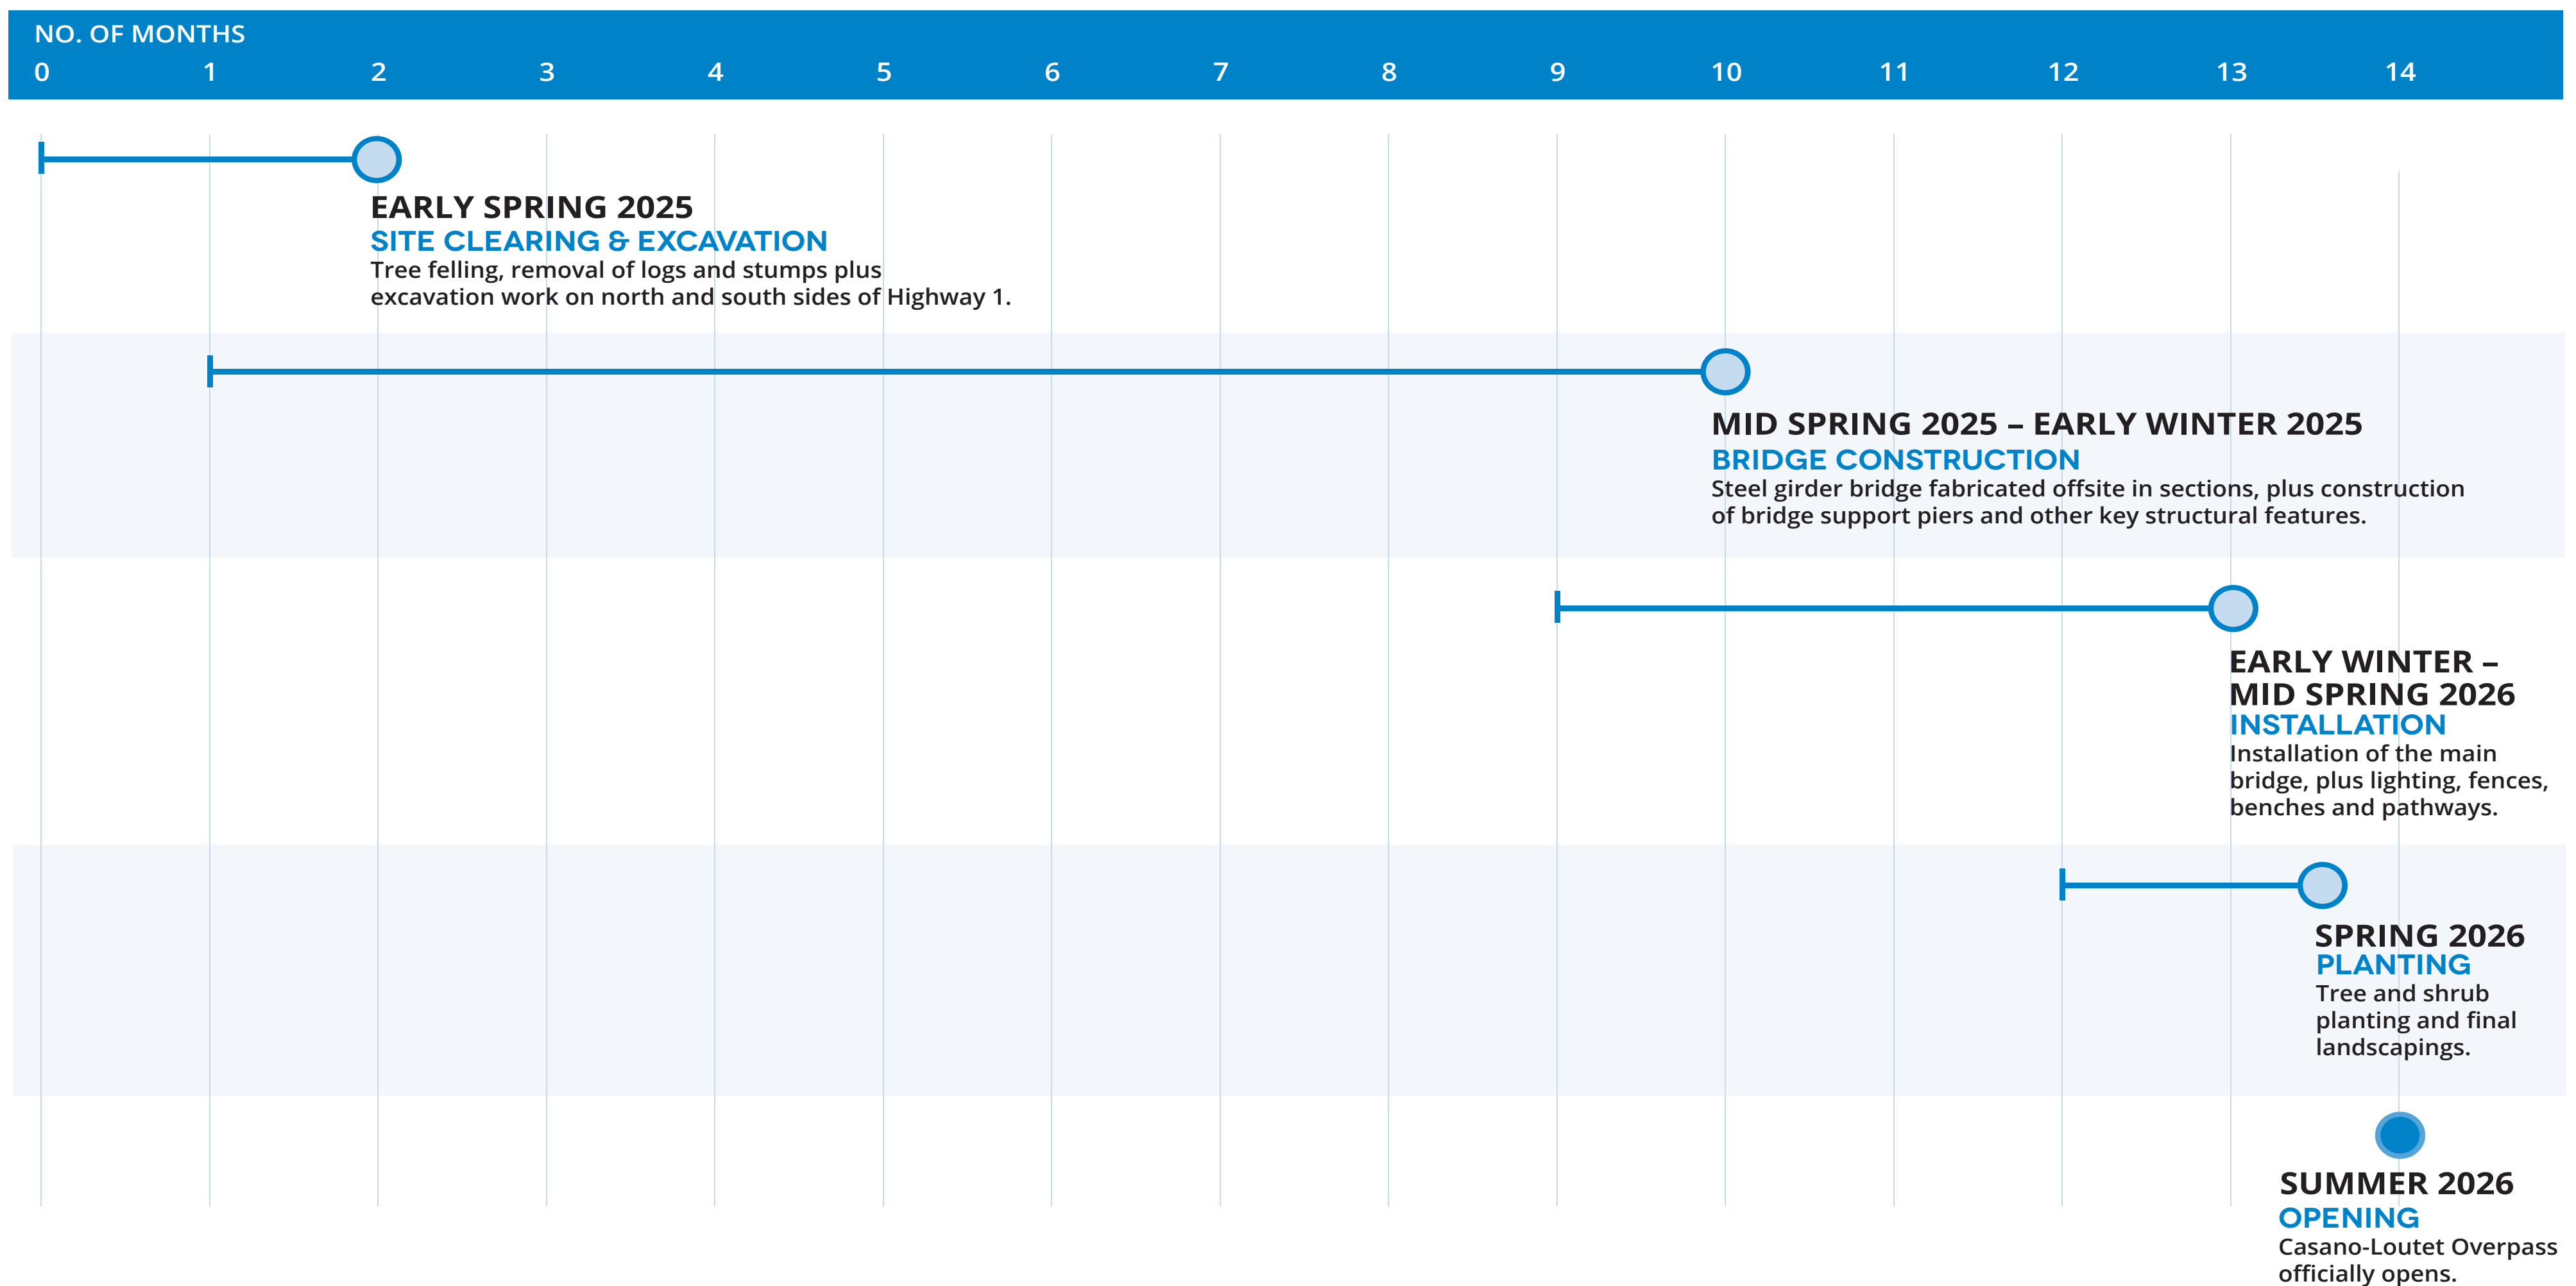 NO. OF MONTHS
0 1 2 3 4 5 6 7 8 9 10 11 12 13 14
EARLY SPRING 2025
SITE CLEARING & EXCAVATION
Tree felling, removal of logs and stumps plus
excavation work on north and south sides of Highway 1.
MID SPRING 2025 – EARLY WINTER 2025
BRIDGE CONSTRUCTION
Steel girder bridge fabricated offsite in sections, plus construction
of bridge support piers and other key structural features.
EARLY WINTER –
MID SPRING 2026
INSTALLATION
Installation of the main
bridge, plus lighting, fences,
benches and pathways.
SPRING 2026
PLANTING
Tree and shrub
planting and final
landscapings.
SUMMER 2026
OPENING
Casano-Loutet Overpass
officially opens.